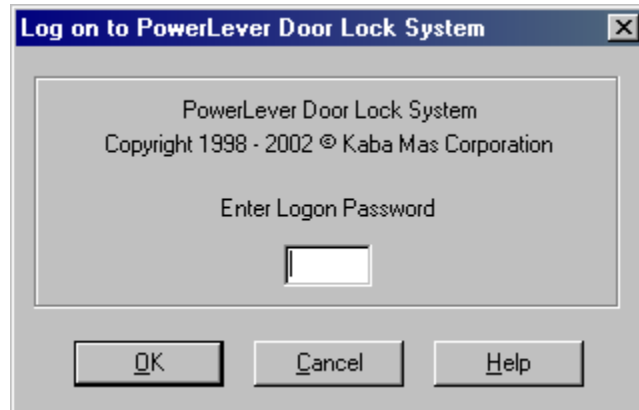 Log on to PowerLever Door Lock System
PowerLever Door Lock System
Copyright 1998 - 2002 © Kaba Mas Corporation
Enter Logon Password
OK Cancel Help